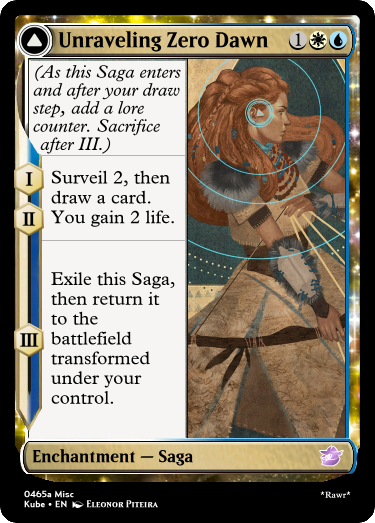 Unraveling Zero Dawn 1
(As this Saga enters
and after your draw
step, add a lore
counter. Sacrifice
after III.)
I
Surveil 2, then
draw a card.
II
You gain 2 life.
III
Exile this Saga,
then return it
to the
battlefield
transformed
under your
control.
Enchantment — Saga
0465a Misc
Kube • EN Eleonor Piteira
*Rawr*